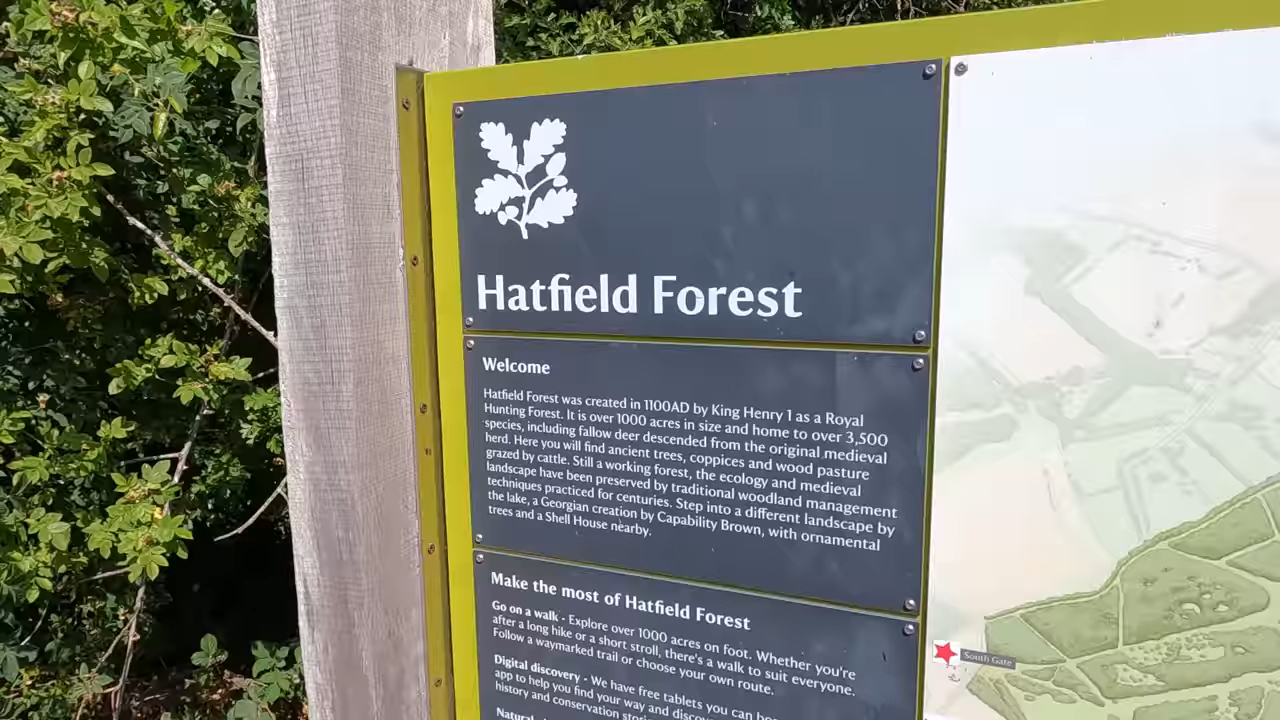 Hatfield Forest
Welcome
Hatfield Forest was created in 1100AD by King Henry 1 as a Royal
Hunting Forest. It is over 1000 acres in size and home to over 3,500
species, including fallow deer descended from the original medieval
herd. Here you will find ancient trees, coppices and wood pasture
grazed by cattle. Still a working forest, the ecology and medieval
landscape have been preserved by traditional woodland management
techniques practiced for centuries. Step into a different landscape by
the lake, a Georgian creation by Capability Brown, with ornamental
trees and a Shell House nearby.
Make the most of Hatfield Forest
Go on a walk - Explore over 1000 acres on foot. Whether you're
after a long hike or a short stroll, there's a walk to suit everyone.
Follow a waymarked trail or choose your own route.
Digital discovery - We have free tablets you can
app to help you find your way and
history and conservation
South Gate